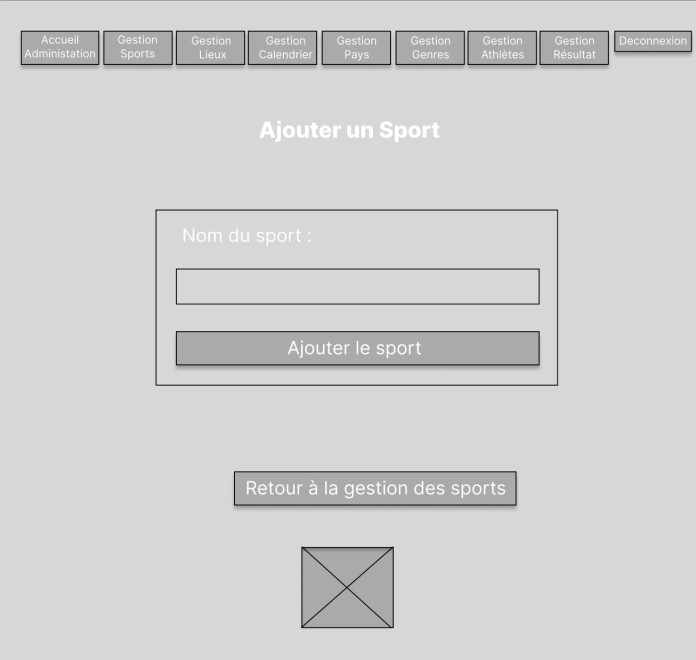 Accueil
Administation
Gestion
Sports
Gestion
Lieux
Gestion
Calendrier
Gestion
Pays
Gestion
Genres
Gestion
Athlètes
Gestion
Résultat
Deconnexion
Ajouter un Sport
Nom du sport :
Ajouter le sport
Retour à la gestion des sports